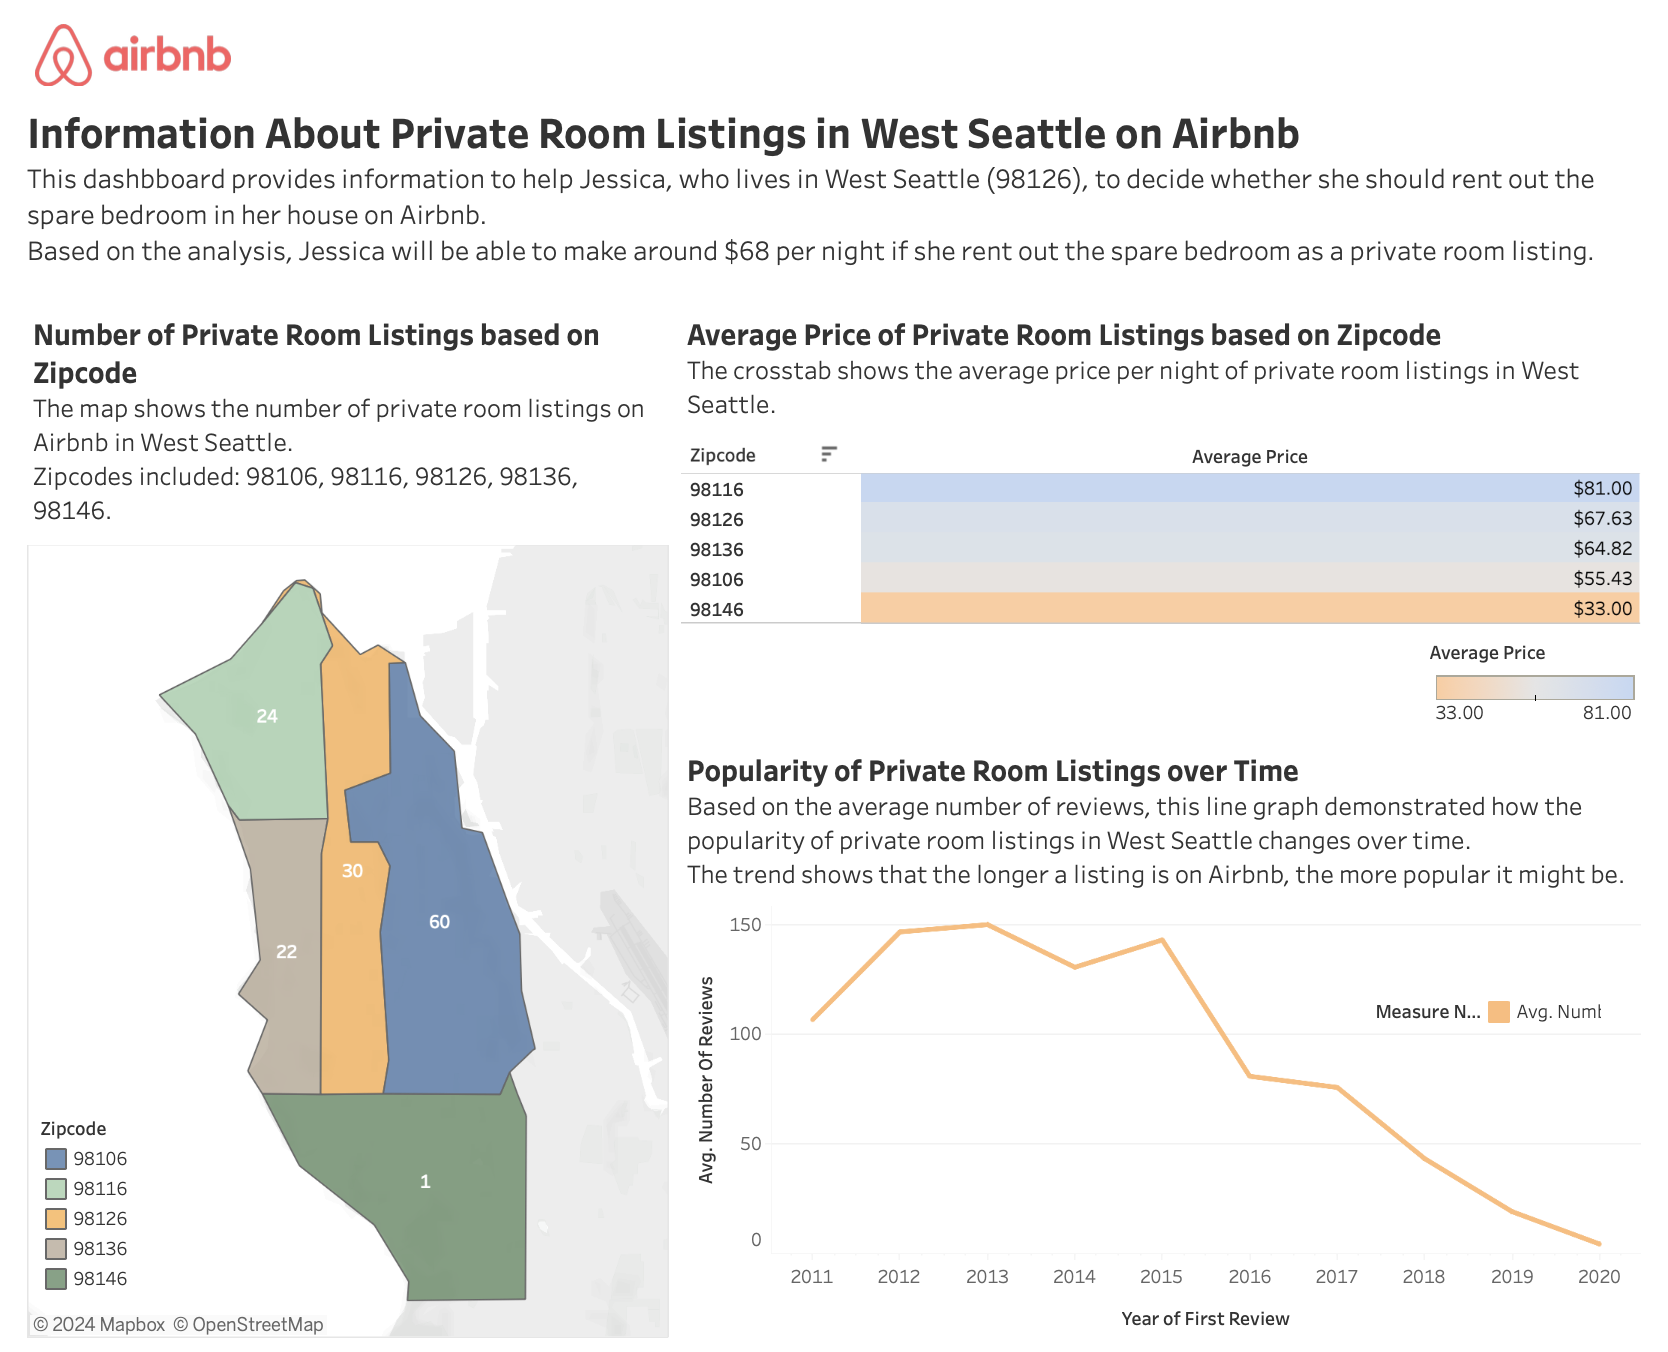 airbnb
Information About Private Room Listings in West Seattle on Airbnb
This dashbboard provides information to help Jessica, who lives in West Seattle (98126), to decide whether she should rent out the
spare bedroom in her house on Airbnb.
Based on the analysis, Jessica will be able to make around $68 per night if she rent out the spare bedroom as a private room listing.
Number of Private Room Listings based on
Zipcode
The map shows the number of private room listings on
Airbnb in West Seattle.
Zipcodes included: 98106, 98116, 98126, 98136,
98146.
24
30
60
22
1
Zipcode
98106
98116
98126
98136
98146
© 2024 Mapbox © OpenStreetMap
Average Price of Private Room Listings based on Zipcode
The crosstab shows the average price per night of private room listings in West
Seattle.
Zipcode Average Price
98116 $81.00
98126 $67.63
98136 $64.82
98106 $55.43
98146 $33.00
Average Price
33.00 81.00
Popularity of Private Room Listings over Time
Based on the average number of reviews, this line graph demonstrated how the
popularity of private room listings in West Seattle changes over time.
The trend shows that the longer a listing is on Airbnb, the more popular it might be.
150
100
50
0
Avg. Number Of Reviews
Measure N... Avg. Numb
2011 2012 2013 2014 2015 2016 2017 2018 2019 2020
Year of First Review